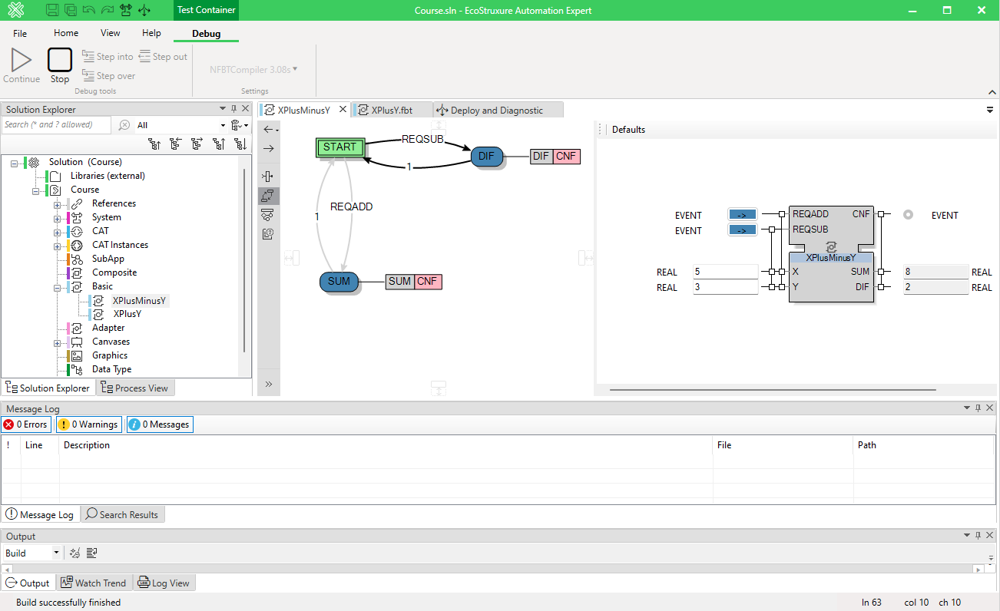 Test Container
Course.sln - EcoStruxure Automation Expert
File Home View Help Debug
Continue
Stop
Step into
Step out
Step over
Debug tools
NFBTCompiler 3.08s
Settings
Solution Explorer
Search (* and ? allowed)
All
Solution (Course)
Libraries (external)
Course
References
System
CAT
CAT Instances
SubApp
Composite
Basic
XPlusMinusY
XPlusY
Adapter
Canvases
Graphics
Data Type
Solution Explorer
Process View
XPlusMinusY
XPlusY.fbt
Deploy and Diagnostic
START
REQSUB
DIF
DIF CNF
1
REQADD
1
SUM
SUM CNF
Defaults
EVENT -> REQADD CNF EVENT
EVENT -> REQSUB
XPlusMinusY
REAL 5 X SUM 8 REAL
REAL 3 Y DIF 2 REAL
Message Log
0 Errors
! 0 Warnings
i 0 Messages
! Line Description File Path
Message Log
Search Results
Output
Build
Output
Watch Trend
LOG
Log View
Build successfully finished
ln 63 col 10 ch 10